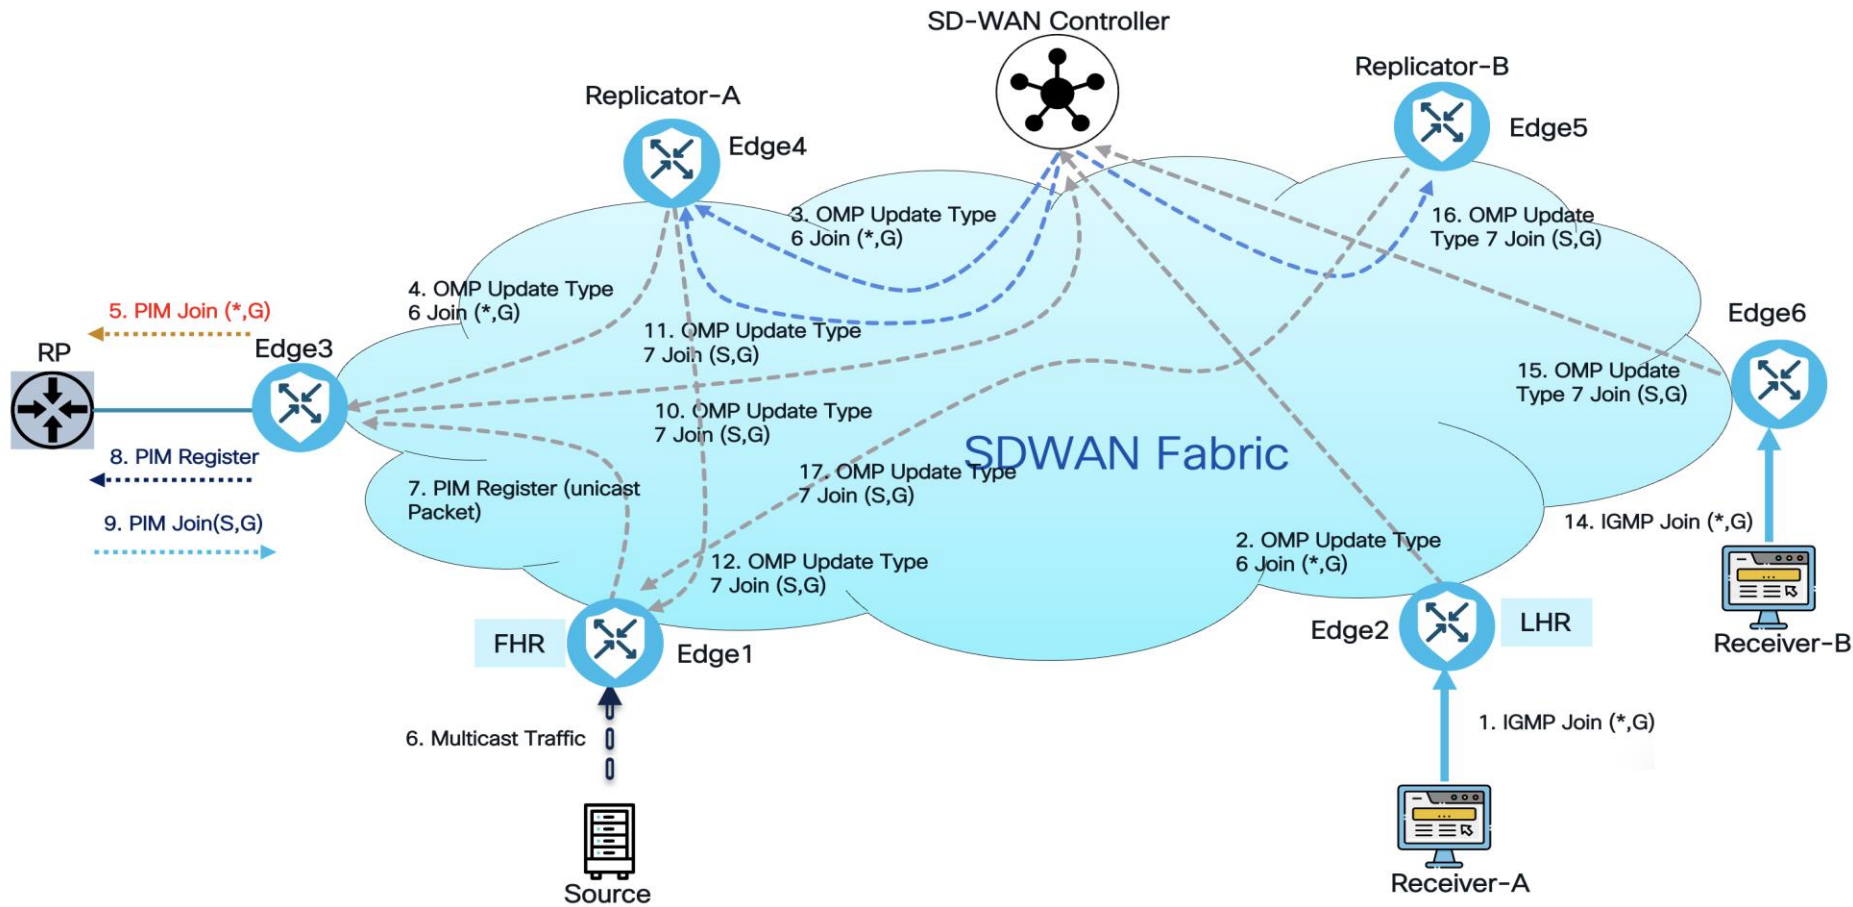 SD-WAN Controller
Replicator-B
Replicator-A
Edge5
Edge4
3. OMP Update Type
6 Join (*,G)
16. OMP Update
Type 7 Join (S,G)
4. OMP Update Type
6 Join (*,G)
5. PIM Join (*,G)
Edge6
11. OMP Update Type
7 Join (S,G)
RP
Edge3
15. OMP Update
Type 7 Join (S,G)
10. OMP Update Type
7 Join (S,G)
SDWAN Fabric
8. PIM Register
17. OMP Update Type
7 Join (S,G)
7. PIM Register (unicast
Packet)
9. PIM Join(S,G)
14. IGMP Join (*,G)
2. OMP Update Type
6 Join (*,G)
12. OMP Update Type
7 Join (S,G)
FHR
Edge1
Edge2
LHR
Receiver-B
1. IGMP Join (*,G)
6. Multicast Traffic
Receiver-A
Source